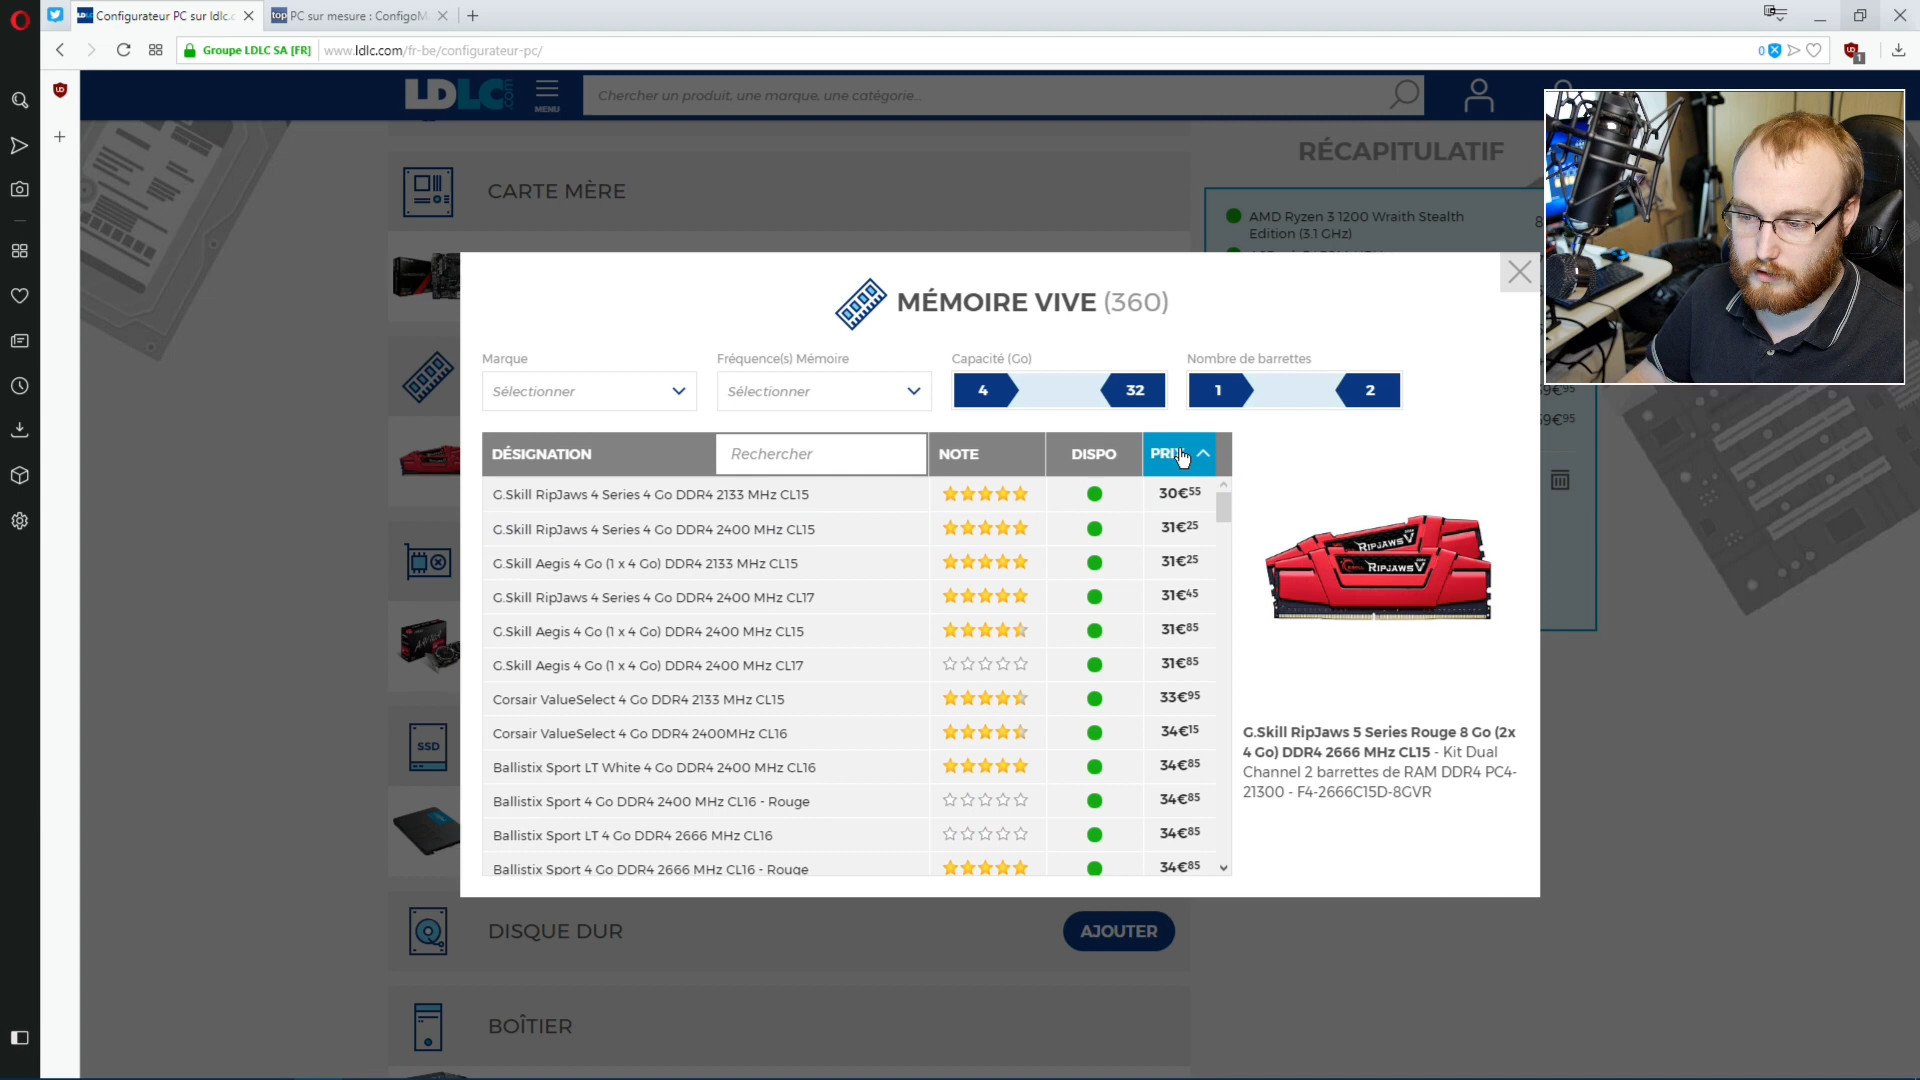 Configurateur PC sur ldlc.c
top PC sur mesure : ConfigoM
Groupe LDLC SA [FR]
www.ldlc.com/fr-be/configurateur-pc/
0
1
LDLC.com
MENU
Chercher un produit, une marque, une catégorie...
RÉCAPITULATIF
CARTE MÈRE
AMD Ryzen 3 1200 Wraith Stealth
Edition (3.1 GHz)
MÉMOIRE VIVE (360)
Marque
Fréquence(s) Mémoire
Capacité (Go)
Nombre de barrettes
Sélectionner
Sélectionner
4
32
1
2
9€95
59€95
DÉSIGNATION
Rechercher
NOTE
DISPO
G.Skill RipJaws 4 Series 4 Go DDR4 2133 MHz CL15 30€55
G.Skill RipJaws 4 Series 4 Go DDR4 2400 MHz CL15 31€25
G.Skill Aegis 4 Go (1 x 4 Go) DDR4 2133 MHz CL15 31€25
G.Skill RipJaws 4 Series 4 Go DDR4 2400 MHz CL17 31€45
G.Skill Aegis 4 Go (1 x 4 Go) DDR4 2400 MHz CL15 31€85
G.Skill Aegis 4 Go (1 x 4 Go) DDR4 2400 MHz CL17 31€85
Corsair ValueSelect 4 Go DDR4 2133 MHz CL15 33€95
Corsair ValueSelect 4 Go DDR4 2400MHz CL16 34€15
Ballistix Sport LT White 4 Go DDR4 2400 MHz CL16 34€85
Ballistix Sport 4 Go DDR4 2400 MHz CL16 - Rouge 34€85
Ballistix Sport LT 4 Go DDR4 2666 MHz CL16 34€85
Ballistix Sport 4 Go DDR4 2666 MHz CL16 - Rouge 34€85
RIPJAWS V
RIPJAWS V
G.Skill RipJaws 5 Series Rouge 8 Go (2x
4 Go) DDR4 2666 MHz CL15 - Kit Dual
Channel 2 barrettes de RAM DDR4 PC4-
21300 - F4-2666C15D-8GVR
SSD
DISQUE DUR
AJOUTER
BOÎTIER